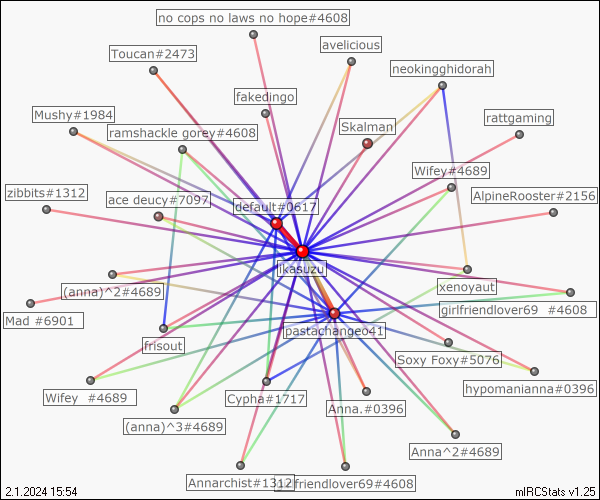 no cops no laws no hope#4608
avelicious
Toucan#2473
neokingghidorah
fakedingo
Mushy#1984
ramshackle gorey#4608
Skalman
rattgaming
Wifey#4689
zibbits#1312
ace deucy#7097
AlpineRooster#2156
default#0617
ikasuzu
(anna)^2#4689
xenoyaut
Mad #6901
girlfriendlover69 #4608
pastachangeo41
frisout
Soxy Foxy#5076
hypomanianna#0396
Wifey #4689
Cypha#1717
Anna.#0396
(anna)^3#4689
Anna^2#4689
Annarchist#1312
girlfriendlover69#4608
2.1.2024 15:54
mIRCStats v1.25